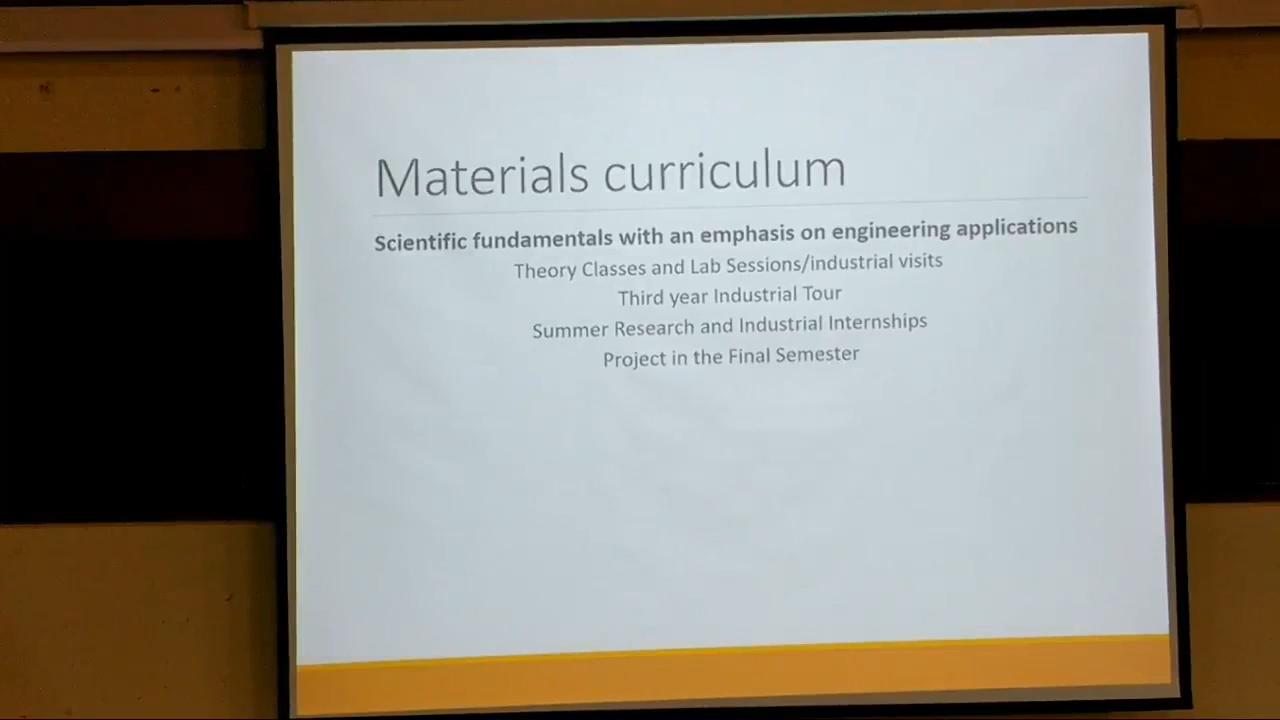 Materials curriculum
Scientific fundamentals with an emphasis on engineering applications
Theory Classes and Lab Sessions/industrial visits
Third year Industrial Tour
Summer Research and Industrial Internships
Project in the Final Semester